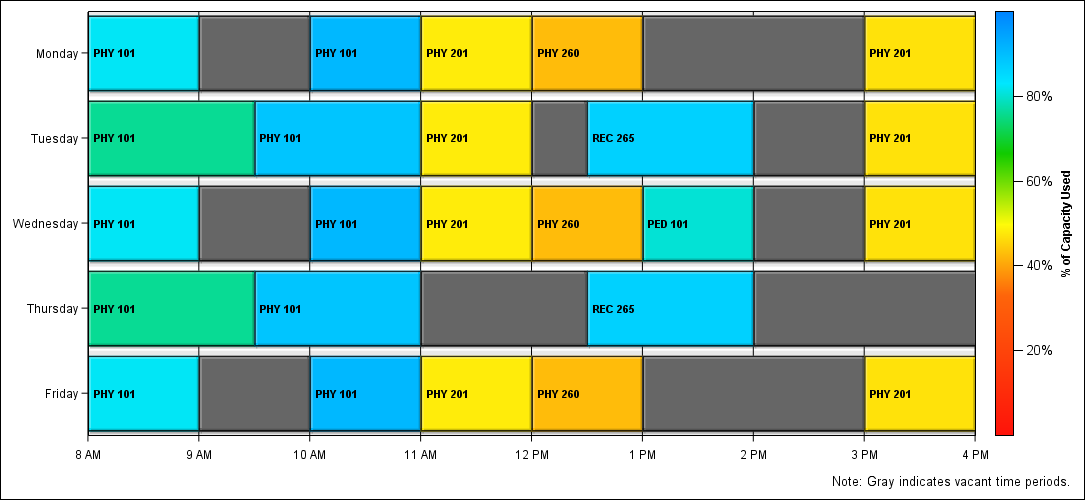 Monday
PHY 101
PHY 101
PHY 201
PHY 260
PHY 201
Tuesday
PHY 101
PHY 101
PHY 201
REC 265
PHY 201
Wednesday
PHY 101
PHY 101
PHY 201
PHY 260
PED 101
PHY 201
Thursday
PHY 101
PHY 101
REC 265
Friday
PHY 101
PHY 101
PHY 201
PHY 260
PHY 201
8 AM
9 AM
10 AM
11 AM
12 PM
1 PM
2 PM
3 PM
4 PM
80%
60%
40%
20%
% of Capacity Used
Note: Gray indicates vacant time periods.